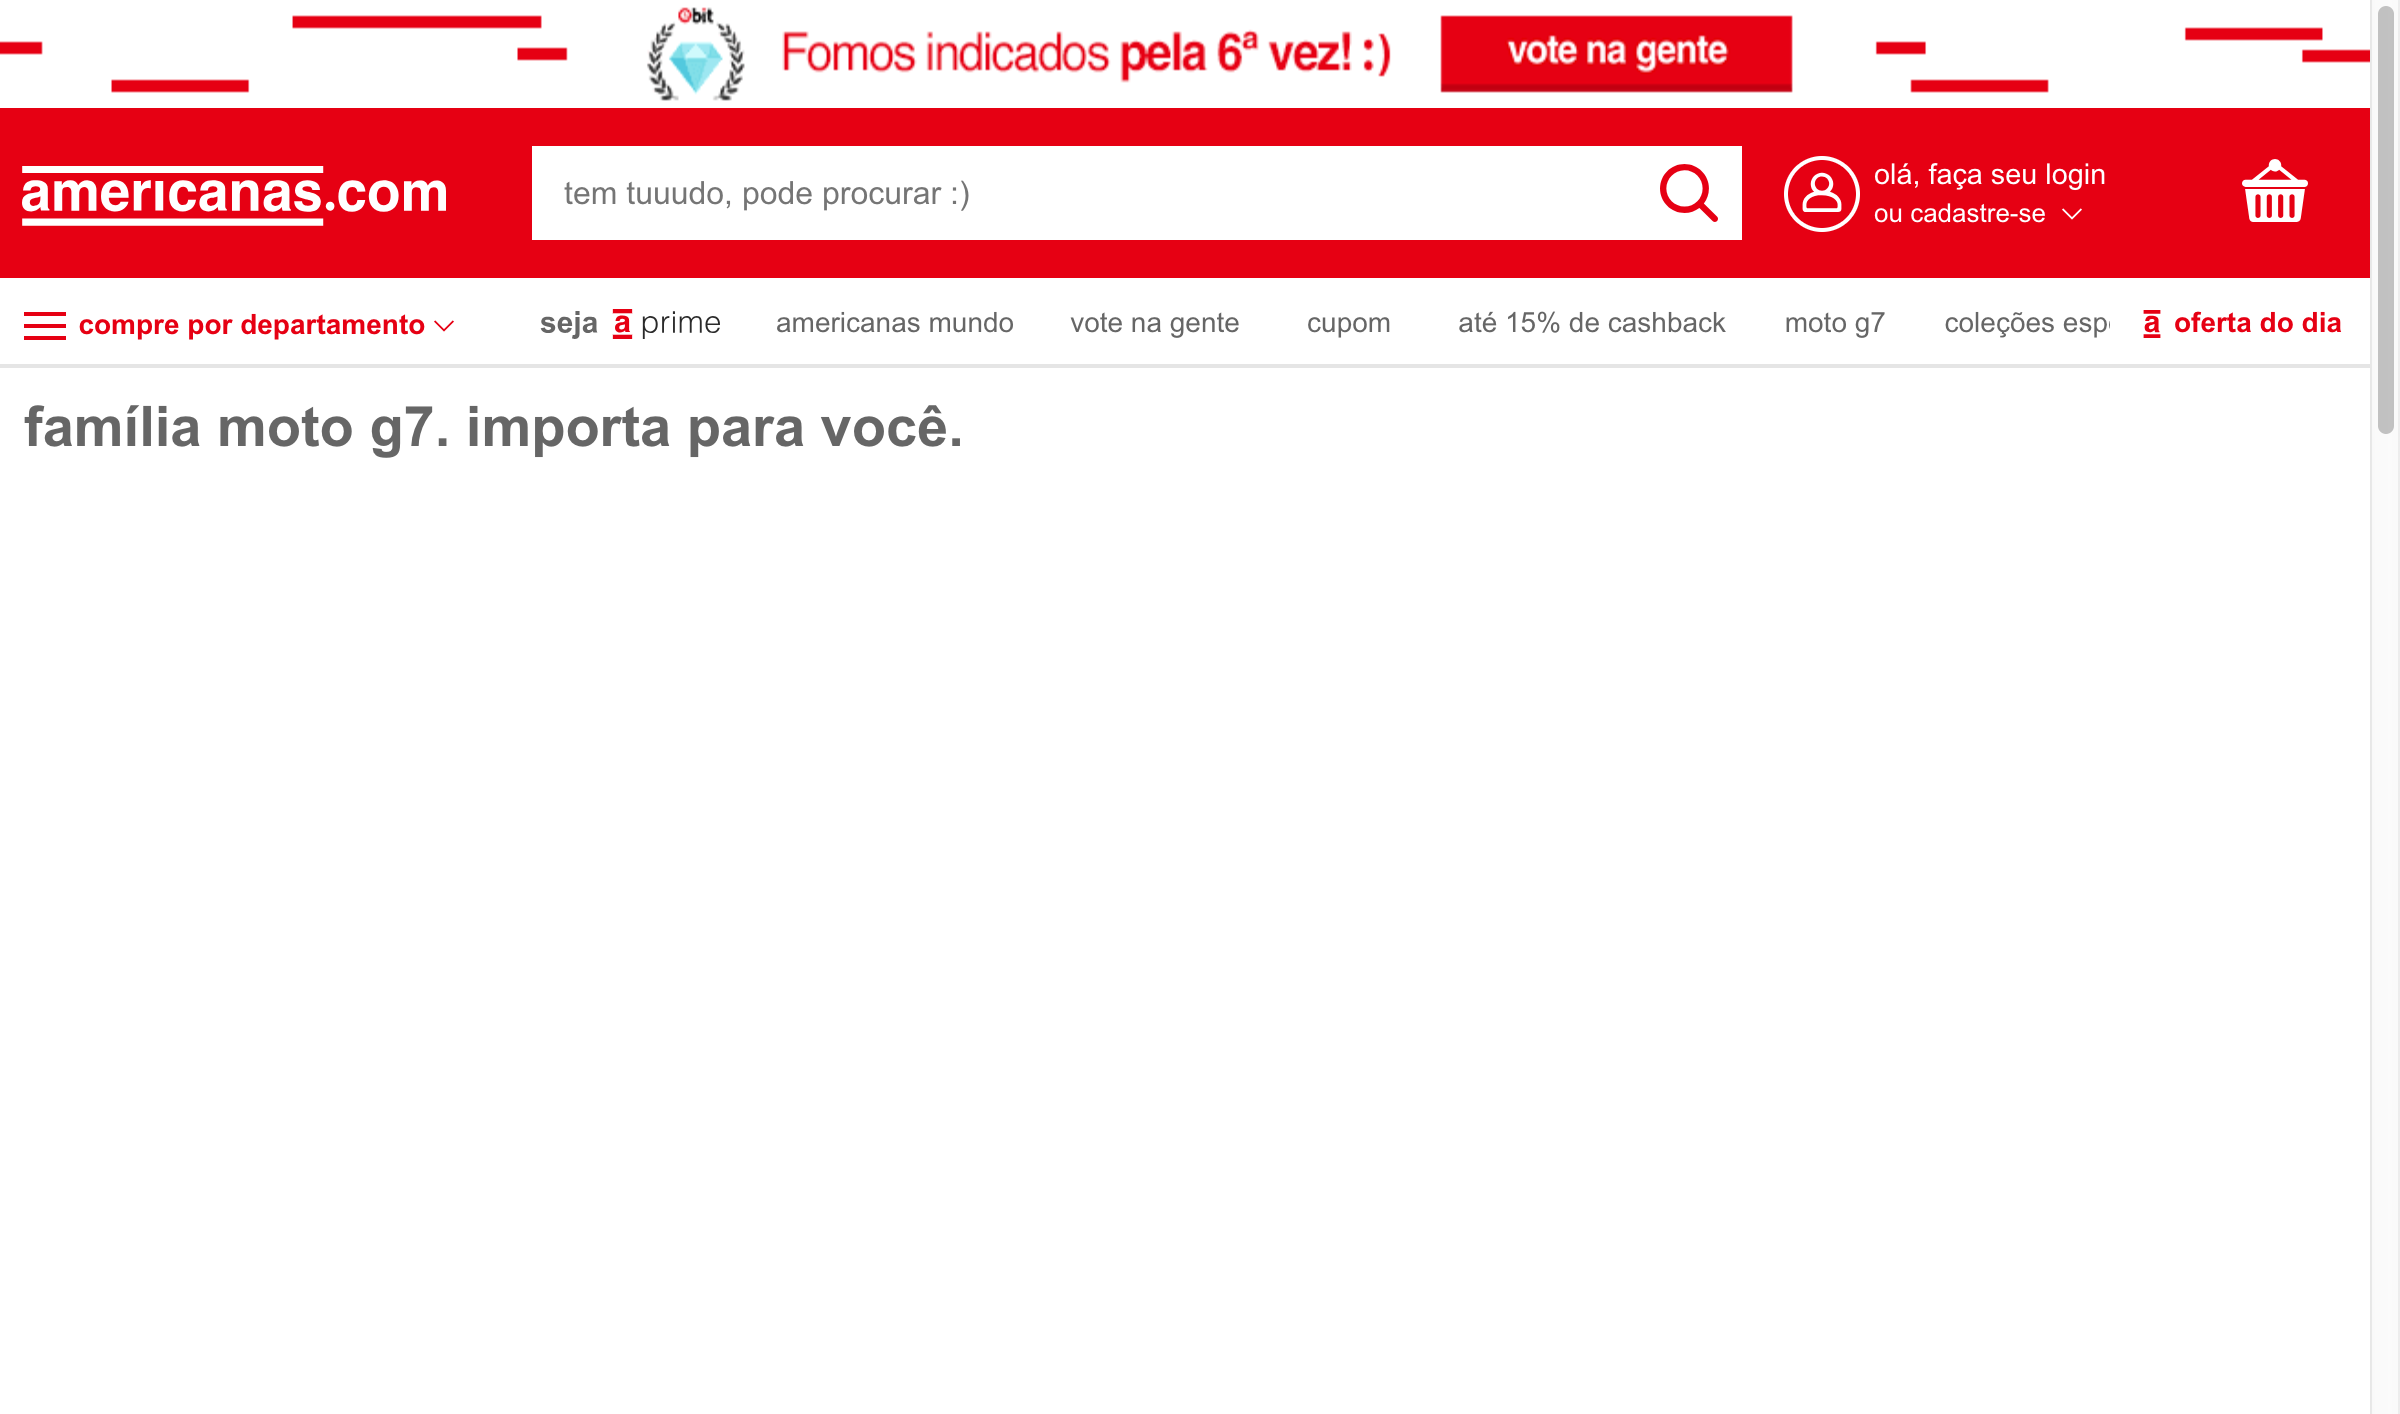 ebit
Fomos indicados pela 6ª vez! :)
vote na gente
americanas.com
tem tuuudo, pode procurar :)
olá, faça seu login
ou cadastre-se
compre por departamento
seja a prime
americanas mundo
vote na gente
cupom
até 15% de cashback
moto g7
coleções
a oferta do dia
família moto g7. importa para você.